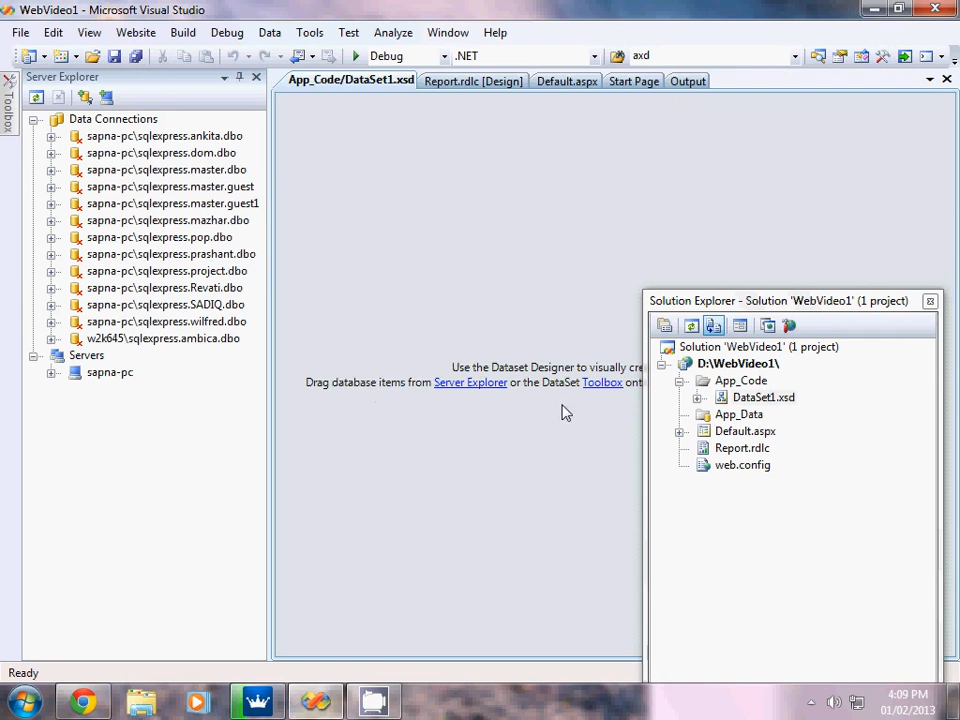 WebVideo1 - Microsoft Visual Studio
File Edit View Website Build Debug Data Tools Test Analyze Window Help
Debug .NET axd
Server Explorer
App_Code/DataSet1.xsd Report.rdlc [Design] Default.aspx Start Page Output
Toolbox
Data Connections
sapna-pc\sqlexpress.ankita.dbo
sapna-pc\sqlexpress.dom.dbo
sapna-pc\sqlexpress.master.dbo
sapna-pc\sqlexpress.master.guest
sapna-pc\sqlexpress.master.guest1
sapna-pc\sqlexpress.mazhar.dbo
sapna-pc\sqlexpress.pop.dbo
sapna-pc\sqlexpress.prashant.dbo
sapna-pc\sqlexpress.project.dbo
sapna-pc\sqlexpress.Revati.dbo
sapna-pc\sqlexpress.SADIQ.dbo
sapna-pc\sqlexpress.wilfred.dbo
w2k645\sqlexpress.ambica.dbo
Servers
sapna-pc
Use the Dataset Designer to visually cre
Drag database items from Server Explorer or the DataSet Toolbox ont
Solution Explorer - Solution 'WebVideo1' (1 project)
Solution 'WebVideo1' (1 project)
D:\WebVideo1\
App_Code
DataSet1.xsd
App_Data
Default.aspx
Report.rdlc
web.config
Ready
4:09 PM
01/02/2013